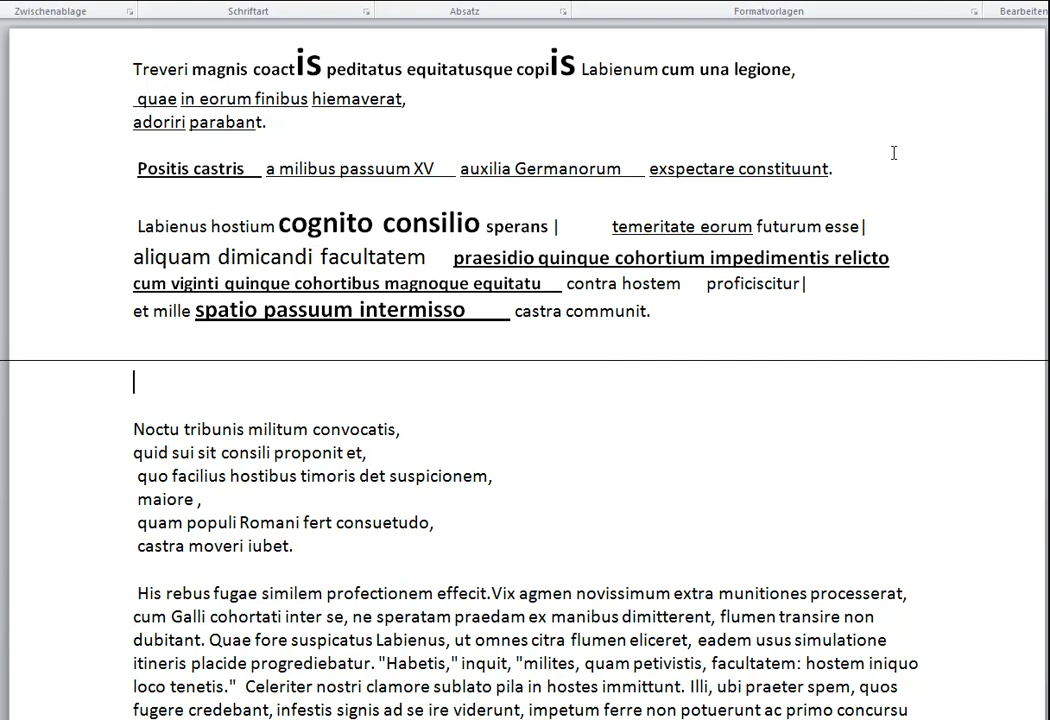 Zwischenablage Schriftart Absatz Formatvorlagen Bearbeiten
Treveri magnis coactis peditatus equitatusque copiis Labienum cum una legione,
quae in eorum finibus hiemaverat,
adoriri parabant.
Positis castris a milibus passuum XV auxilia Germanorum exspectare constituunt.
Labienus hostium cognito consilio sperans | temeritate eorum futurum esse|
aliquam dimicandi facultatem praesidio quinque cohortium impedimentis relicto
cum viginti quinque cohortibus magnoque equitatu contra hostem proficiscitur|
et mille spatio passuum intermisso castra communit.
Noctu tribunis militum convocatis,
quid sui sit consili proponit et,
quo facilius hostibus timoris det suspicionem,
maiore ,
quam populi Romani fert consuetudo,
castra moveri iubet.
His rebus fugae similem profectionem effecit.Vix agmen novissimum extra munitiones processerat,
cum Galli cohortati inter se, ne speratam praedam ex manibus dimitterent, flumen transire non
dubitant. Quae fore suspicatus Labienus, ut omnes citra flumen eliceret, eadem usus simulatione
itineris placide progrediebatur. "Habetis," inquit, "milites, quam petivistis, facultatem: hostem iniquo
loco tenetis." Celeriter nostri clamore sublato pila in hostes immittunt. Illi, ubi praeter spem, quos
fugere credebant, infestis signis ad se ire viderunt, impetum ferre non potuerunt ac primo concursu